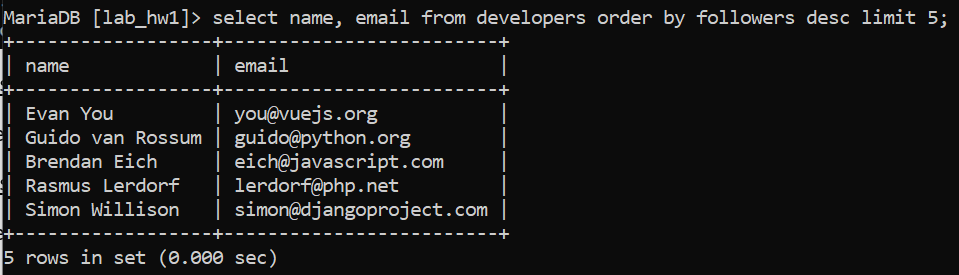 MariaDB [lab_hw1]> select name, email from developers order by followers desc limit 5;
+------------------+-------------------------+
| name             | email                   |
+------------------+-------------------------+
| Evan You         | you@vuejs.org           |
| Guido van Rossum | guido@python.org        |
| Brendan Eich     | eich@javascript.com     |
| Rasmus Lerdorf   | lerdorf@php.net         |
| Simon Willison   | simon@djangoproject.com |
+------------------+-------------------------+
5 rows in set (0.000 sec)